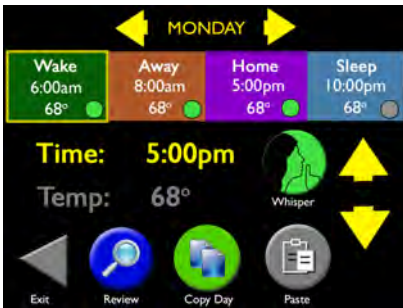 MONDAY
Wake Away Home Sleep
6:00am 8:00am 5:00pm 10:00pm
68° 68° 68° 68°
Time: 5:00pm
Temp: 68°
Whisper
Exit Review Copy Day Paste